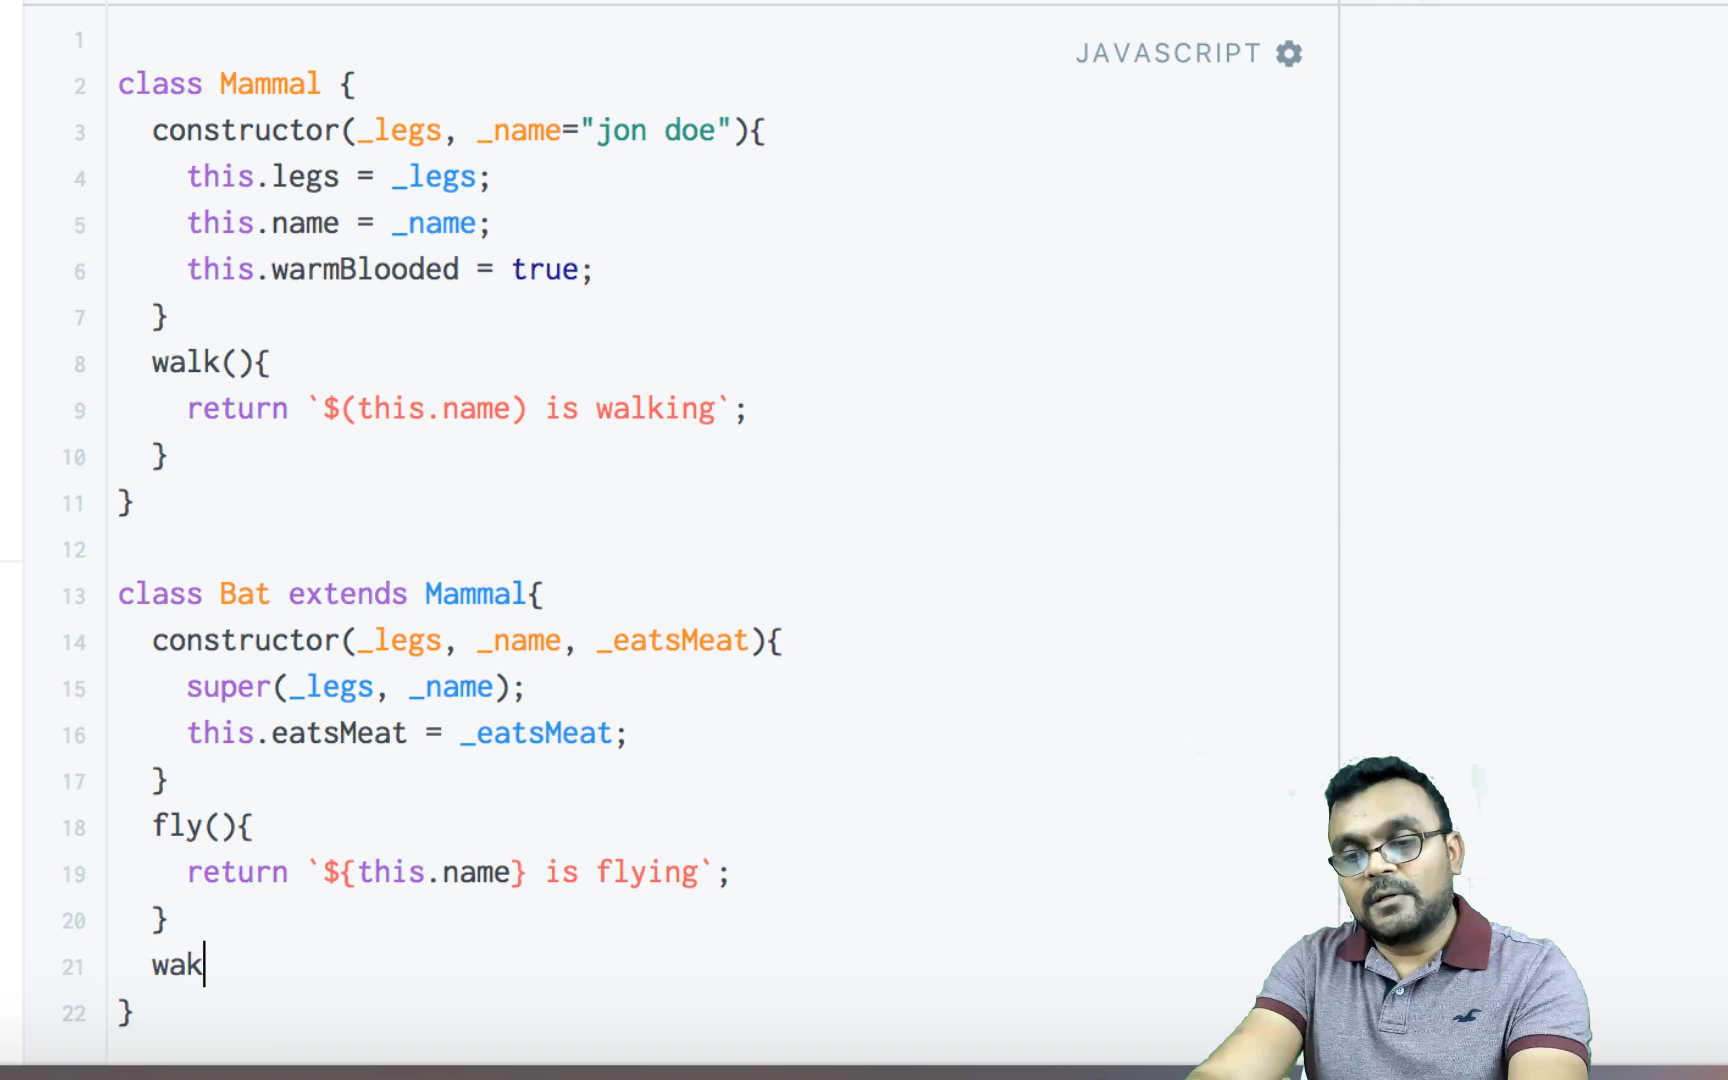 JAVASCRIPT
1
2 class Mammal {
3 constructor(_legs, _name="jon doe"){
4 this.legs = _legs;
5 this.name = _name;
6 this.warmBlooded = true;
7 }
8 walk(){
9 return `$(this.name) is walking`;
10 }
11 }
12
13 class Bat extends Mammal{
14 constructor(_legs, _name, _eatsMeat){
15 super(_legs, _name);
16 this.eatsMeat = _eatsMeat;
17 }
18 fly(){
19 return `${this.name} is flying`;
20 }
21 wak
22 }